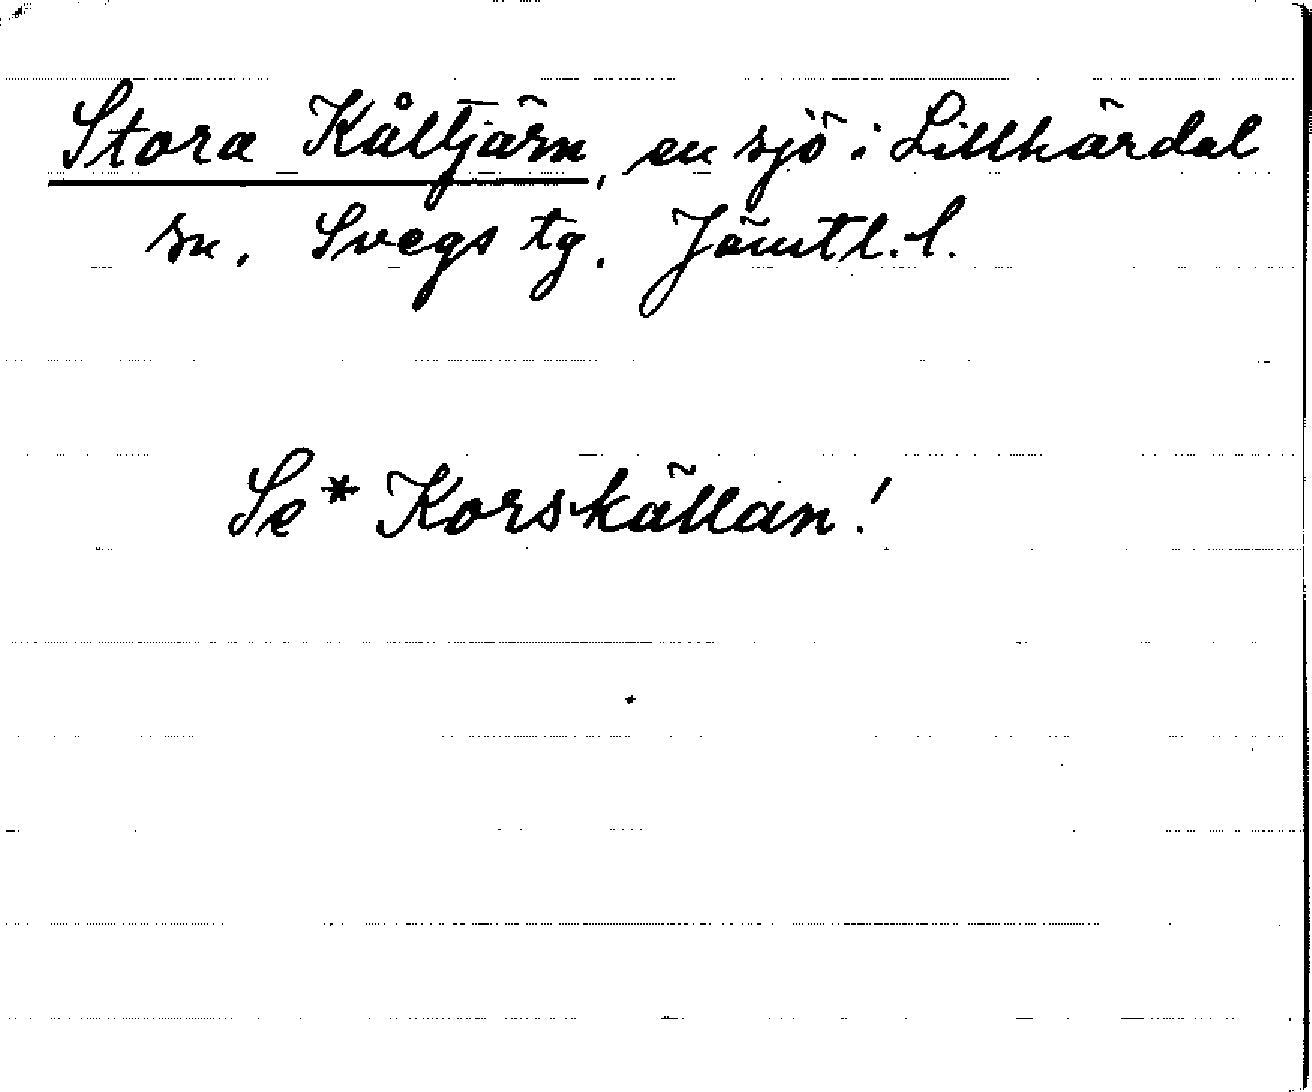 Stora Kåltjärn, en sjö i Lillhärdal
sn, Svegs tg, Jämtl. l.
Se * Korskällan!